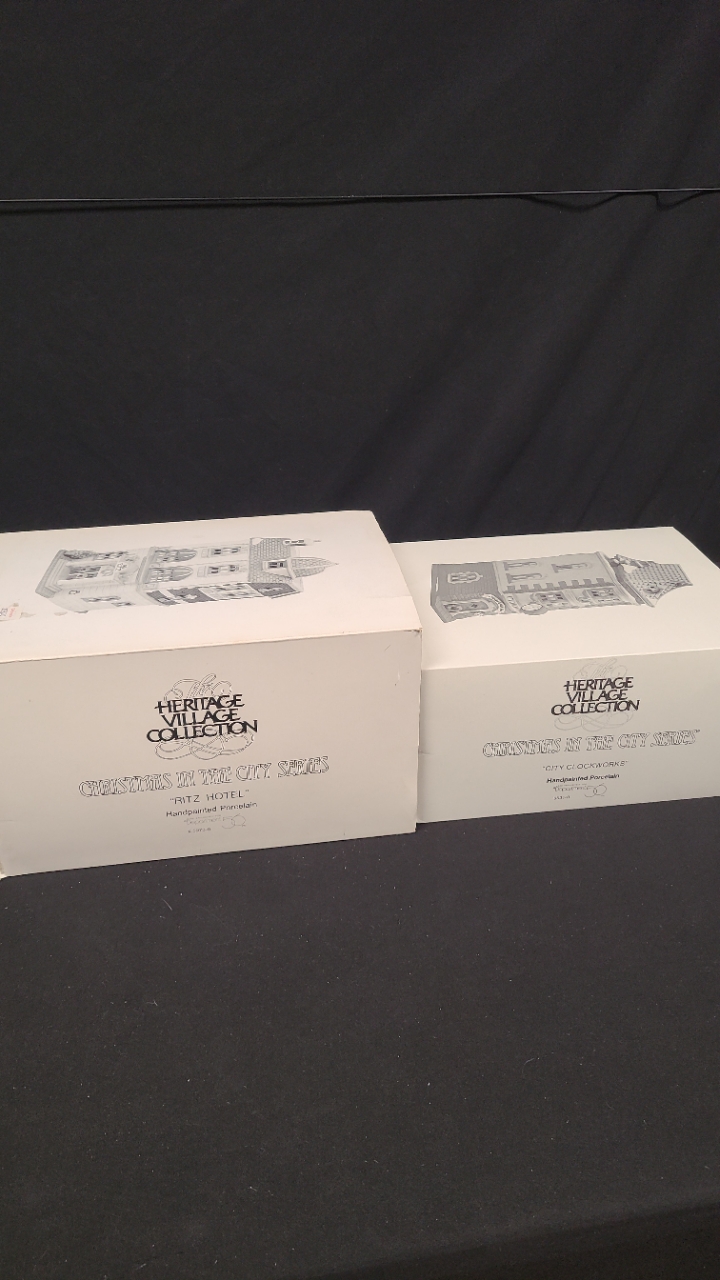 The
HERITAGE
VILLAGE
COLLECTION
CHRISTMAS IN THE CITY SERIES
"RITZ HOTEL"
Handpainted Porcelain
The
HERITAGE
VILLAGE
COLLECTION
CHRISTMAS IN THE CITY SERIES
"CITY CLOCKWORKS"
Handpainted Porcelain